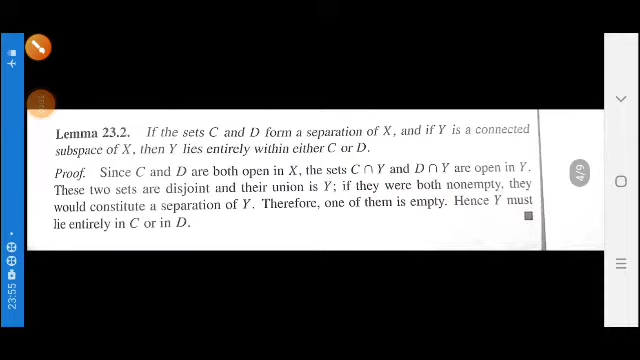 Lemma 23.2. If the sets C and D form a separation of X, and if Y is a connected
subspace of X, then Y lies entirely within either C or D.
Proof. Since C and D are both open in X, the sets C ∩ Y and D ∩ Y are open in Y.
These two sets are disjoint and their union is Y; if they were both nonempty, they
would constitute a separation of Y. Therefore, one of them is empty. Hence Y must
lie entirely in C or in D.
4/9
23:55